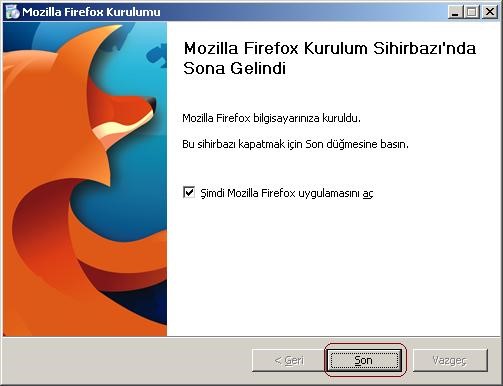 Mozilla Firefox Kurulumu
Mozilla Firefox Kurulum Sihirbazı'nda
Sona Gelindi
Mozilla Firefox bilgisayarınıza kuruldu.
Bu sihirbazı kapatmak için Son düğmesine basın.
Şimdi Mozilla Firefox uygulamasını aç
< Geri Son Vazgeç